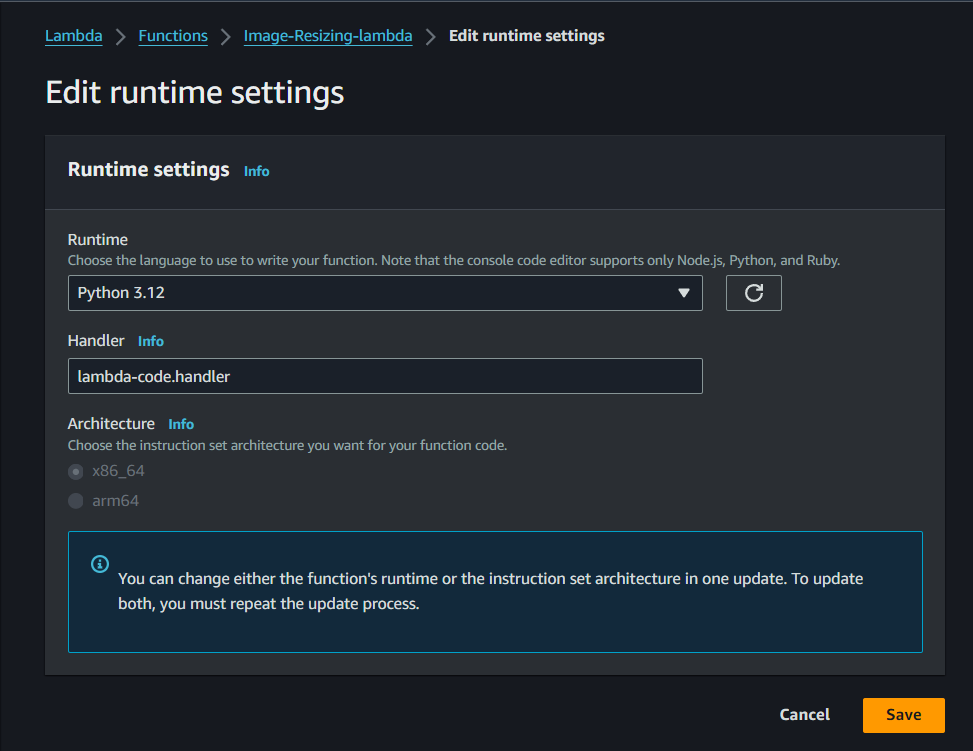 Lambda > Functions > Image-Resizing-lambda > Edit runtime settings
Edit runtime settings
Runtime settings Info
Runtime
Choose the language to use to write your function. Note that the console code editor supports only Node.js, Python, and Ruby.
Python 3.12
Handler Info
lambda-code.handler
Architecture Info
Choose the instruction set architecture you want for your function code.
x86_64
arm64
You can change either the function's runtime or the instruction set architecture in one update. To update
both, you must repeat the update process.
Cancel Save